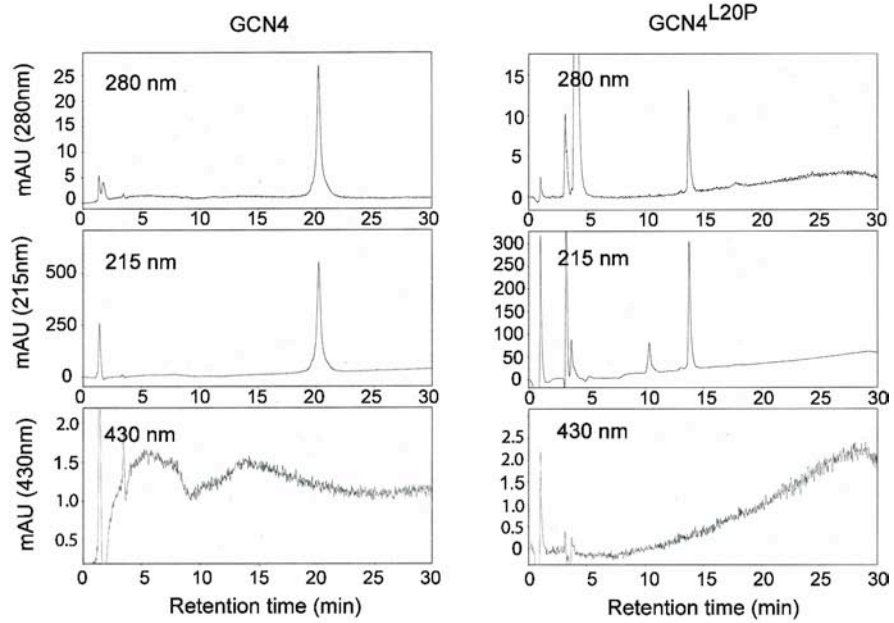 GCN4
GCN4L20P
280 nm
mAU (280nm)
25
20
15
10
5
0
0 5 10 15 20 25 30
280 nm
15
10
5
0
0 5 10 15 20 25 30
215 nm
mAU (215nm)
500
250
0
0 5 10 15 20 25 30
215 nm
300
250
200
150
100
50
0
0 5 10 15 20 25 30
430 nm
mAU (430nm)
2.0
1.5
1.0
0.5
0 5 10 15 20 25 30
Retention time (min)
430 nm
2.5
2.0
1.5
1.0
0.5
0
0 5 10 15 20 25 30
Retention time (min)